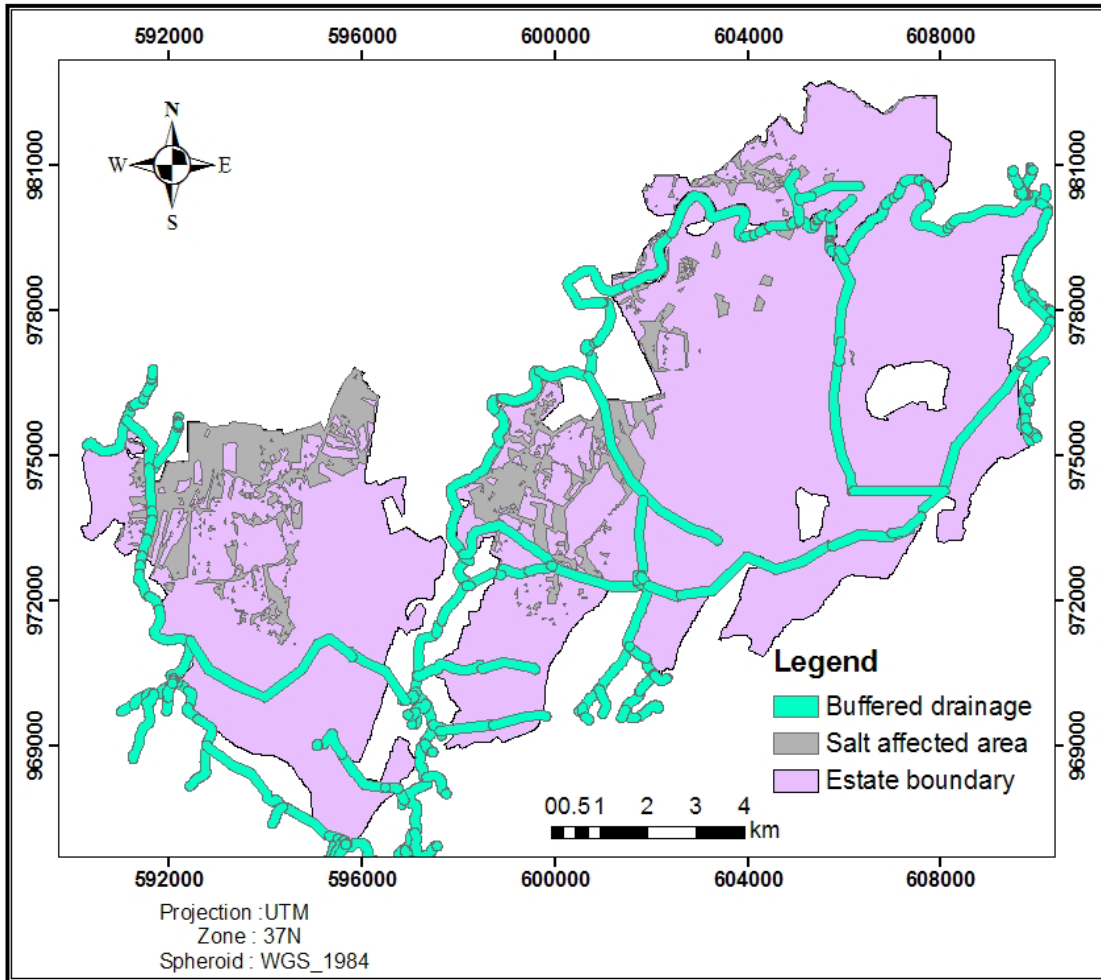 592000 596000 600000 604000 608000
N
W E
S
981000 981000
978000 978000
975000 975000
972000 972000
969000 969000
Legend
Buffered drainage
Salt affected area
Estate boundary
00.51 2 3 4
km
592000 596000 600000 604000 608000
Projection :UTM
Zone : 37N
Spheroid : WGS_1984